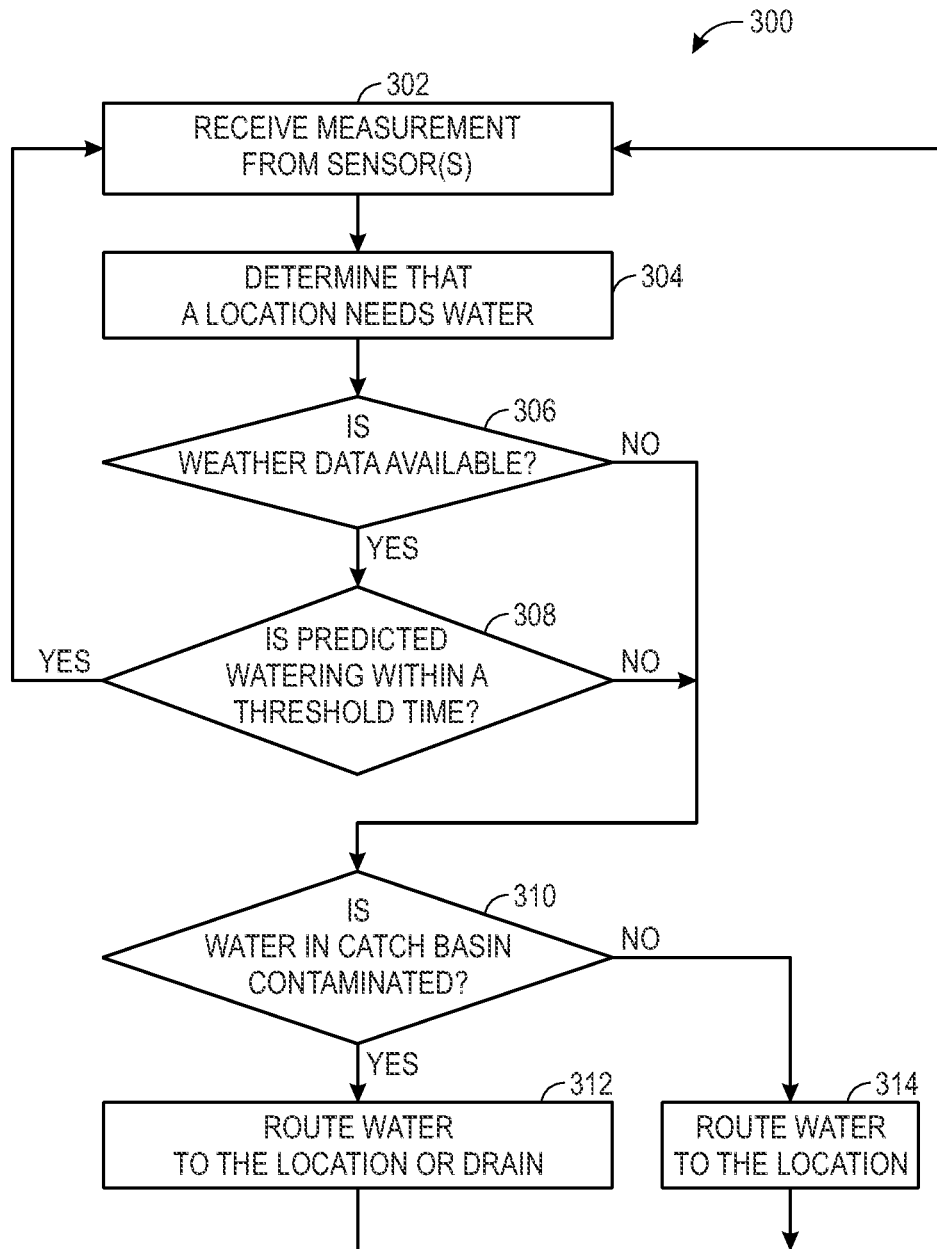 300
302
RECEIVE MEASUREMENT
FROM SENSOR(S)
DETERMINE THAT
A LOCATION NEEDS WATER
304
306
IS
WEATHER DATA AVAILABLE?
NO
YES
308
IS PREDICTED
WATERING WITHIN A
THRESHOLD TIME?
YES
NO
310
IS
WATER IN CATCH BASIN
CONTAMINATED?
NO
YES
312
ROUTE WATER
TO THE LOCATION OR DRAIN
314
ROUTE WATER
TO THE LOCATION